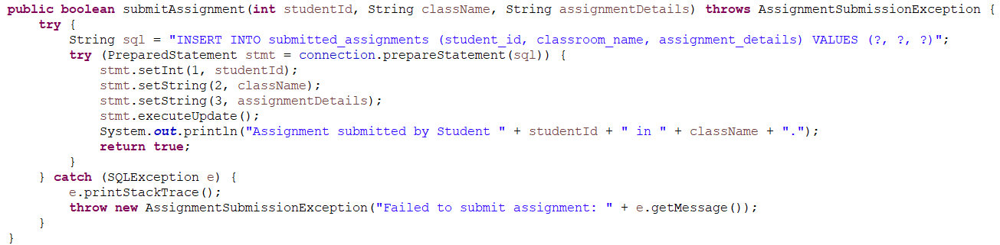 public boolean submitAssignment(int studentId, String className, String assignmentDetails) throws AssignmentSubmissionException {
    try {
        String sql = "INSERT INTO submitted_assignments (student_id, classroom_name, assignment_details) VALUES (?, ?, ?)";
        try (PreparedStatement stmt = connection.prepareStatement(sql)) {
            stmt.setInt(1, studentId);
            stmt.setString(2, className);
            stmt.setString(3, assignmentDetails);
            stmt.executeUpdate();
            System.out.println("Assignment submitted by Student " + studentId + " in " + className + ".");
            return true;
        }
    } catch (SQLException e) {
        e.printStackTrace();
        throw new AssignmentSubmissionException("Failed to submit assignment: " + e.getMessage());
    }
}